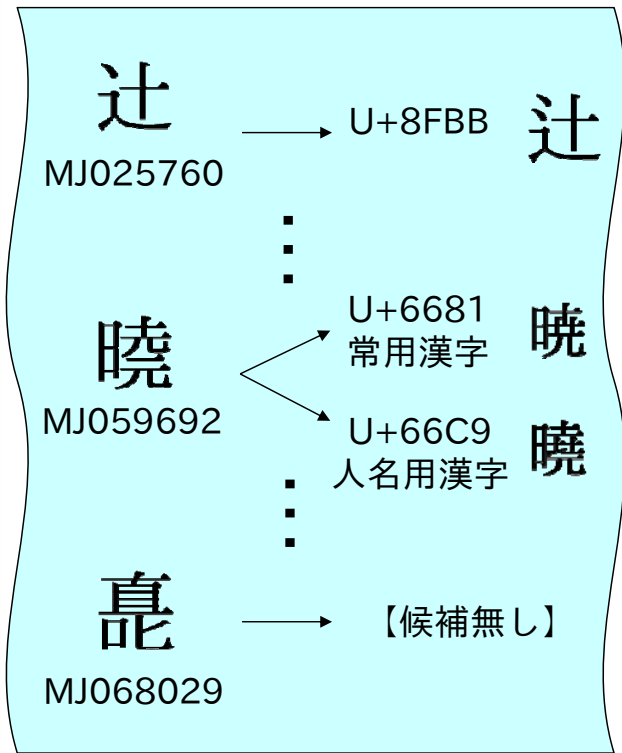 辻 → U+8FBB 辻
MJ025760
U+6681 暁
常用漢字
MJ059692
U+66C9 曉
人名用漢字
→ 【候補無し】
MJ068029